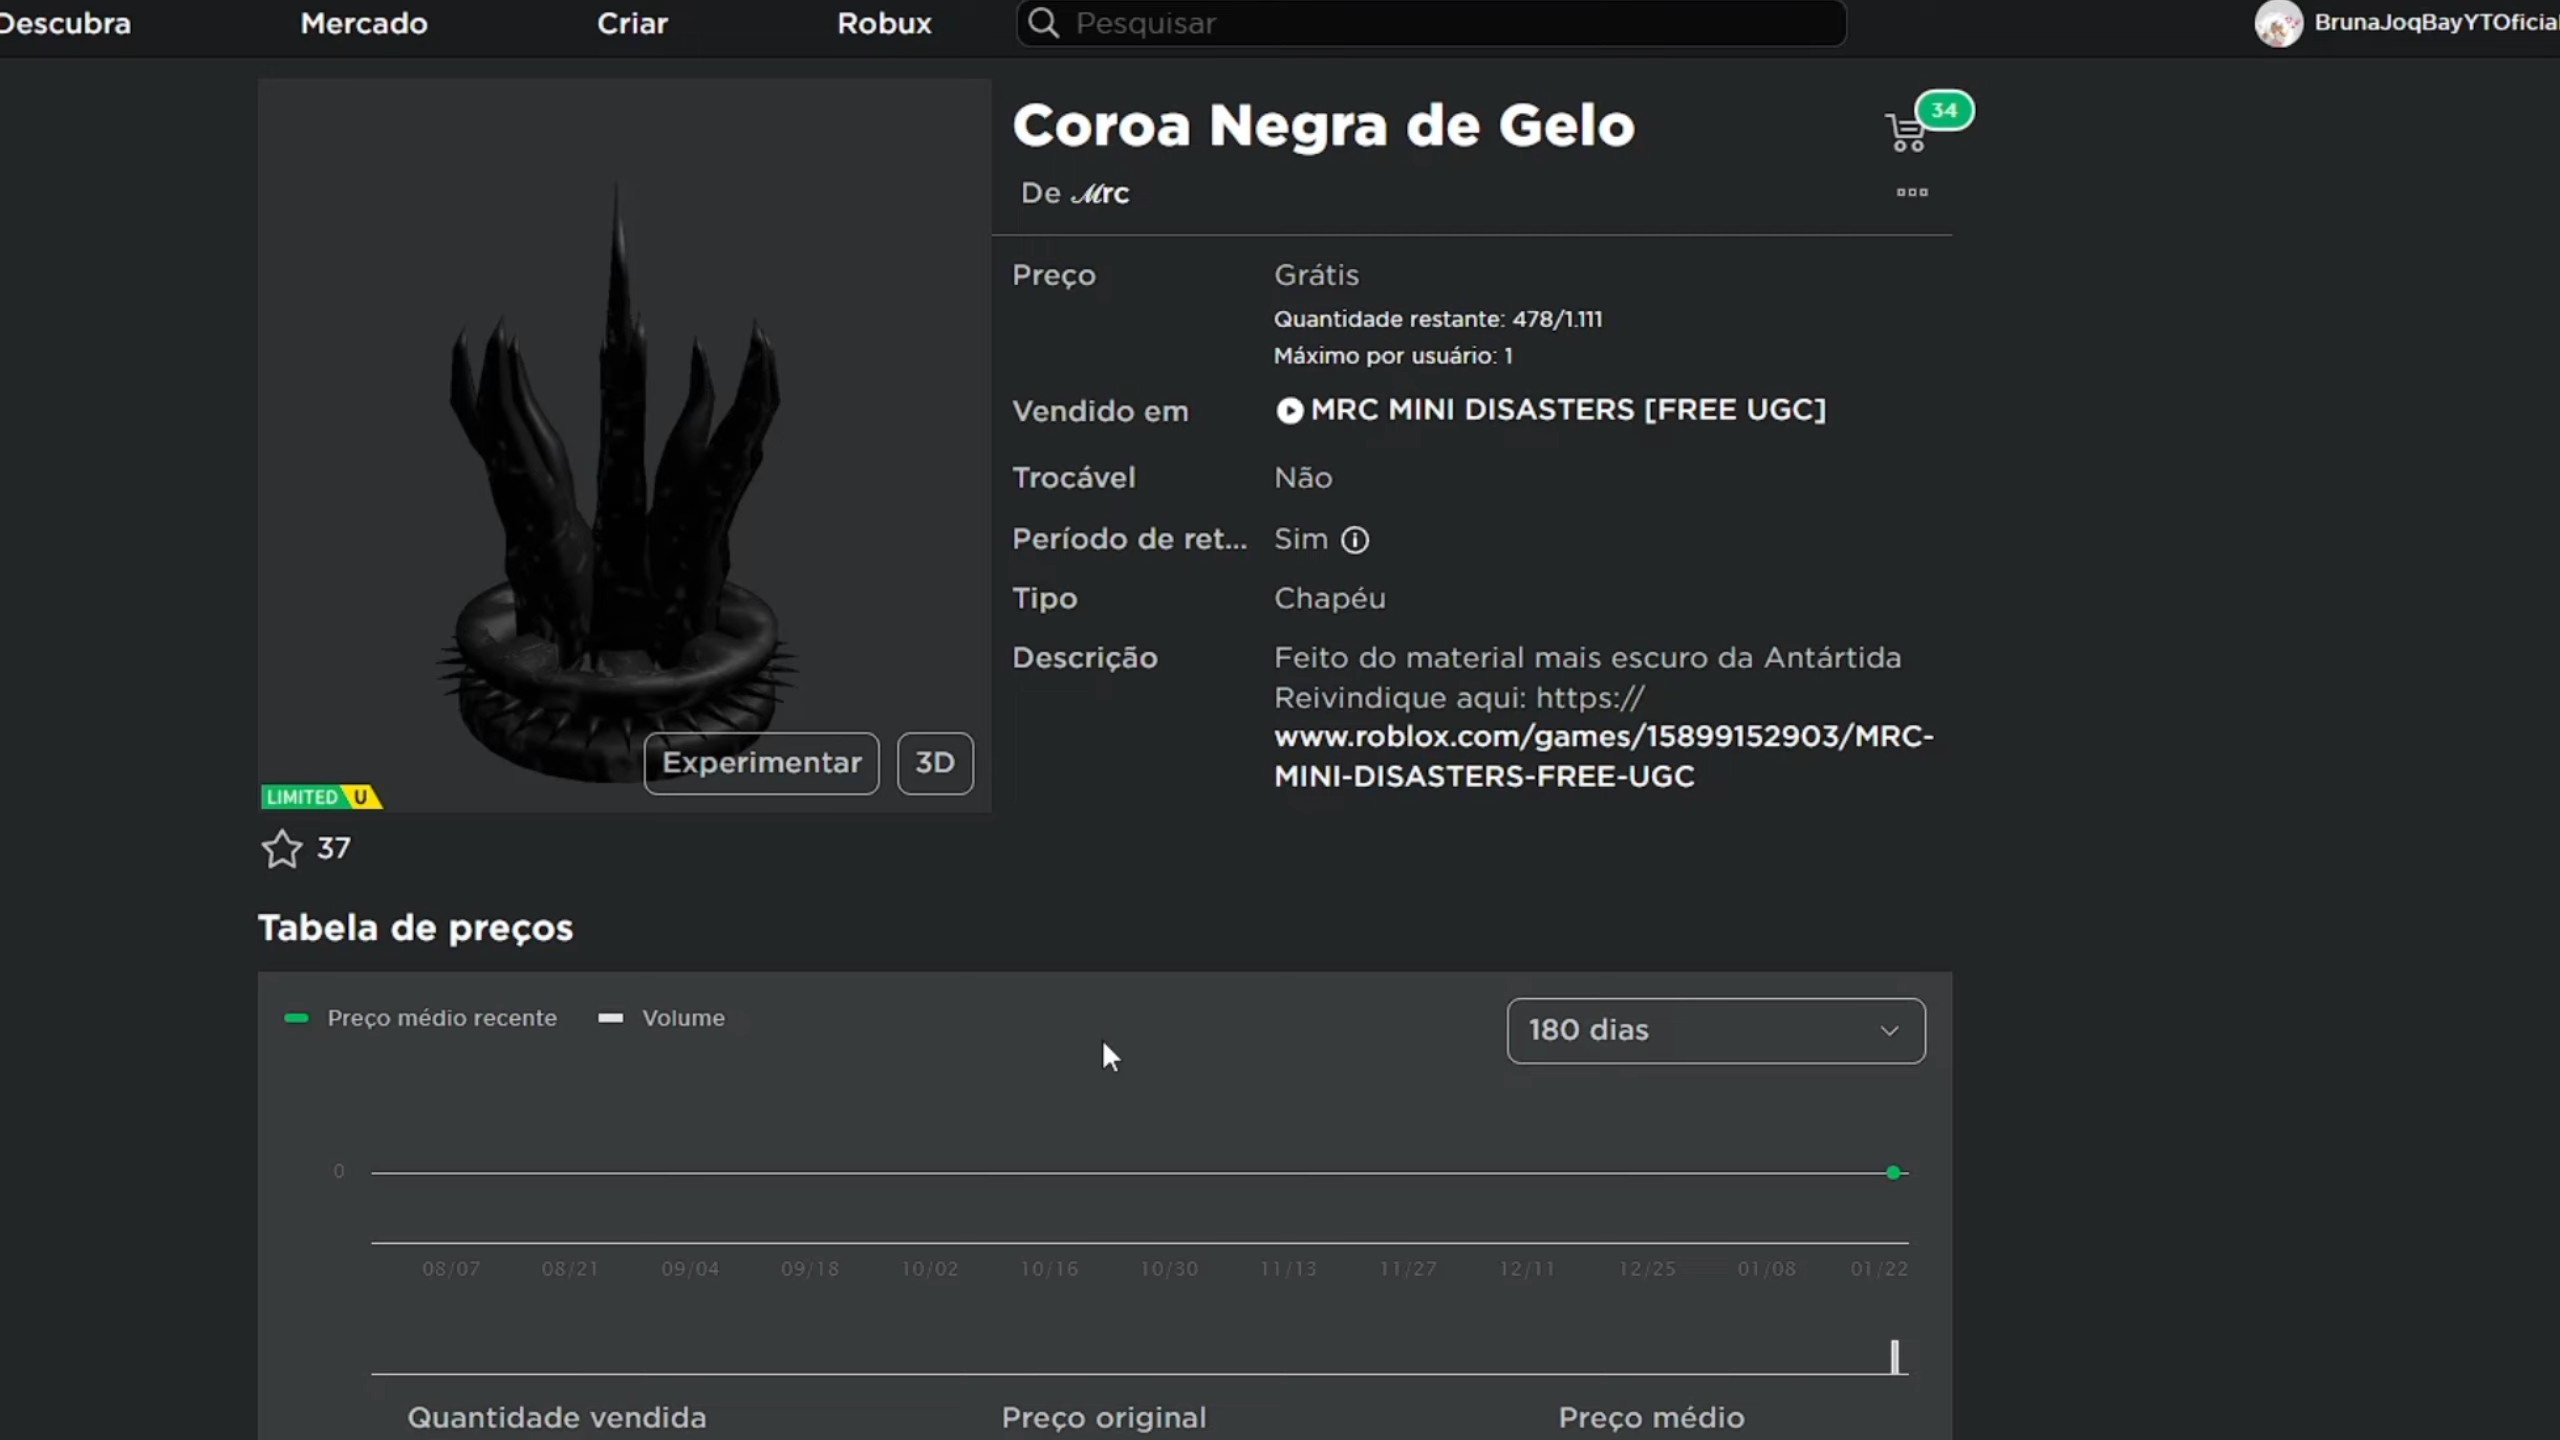 Descubra
Mercado
Criar
Robux
Pesquisar
BrunaJoqBayYTOficial
Coroa Negra de Gelo
34
De ℳrc
Preço
Grátis
Quantidade restante: 478/1.111
Máximo por usuário: 1
Vendido em
MRC MINI DISASTERS [FREE UGC]
Trocável
Não
Período de ret...
Sim
Tipo
Chapéu
Descrição
Feito do material mais escuro da Antártida
Reivindique aqui: https://
www.roblox.com/games/15899152903/MRC-
MINI-DISASTERS-FREE-UGC
Experimentar
3D
LIMITED U
37
Tabela de preços
Preço médio recente
Volume
180 dias
0
08/07 08/21 09/04 09/18 10/02 10/16 10/30 11/13 11/27 12/11 12/25 01/08 01/22
Quantidade vendida
Preço original
Preço médio